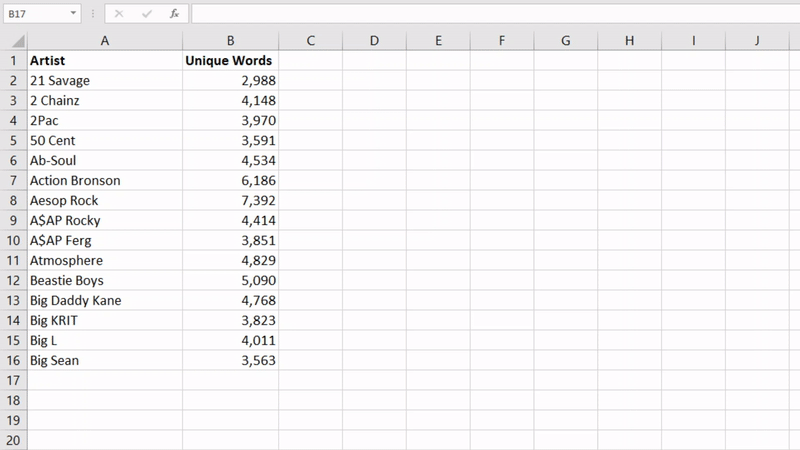 B17 fx
A B C D E F G H I J
1 Artist Unique Words
2 21 Savage 2,988
3 2 Chainz 4,148
4 2Pac 3,970
5 50 Cent 3,591
6 Ab-Soul 4,534
7 Action Bronson 6,186
8 Aesop Rock 7,392
9 A$AP Rocky 4,414
10 A$AP Ferg 3,851
11 Atmosphere 4,829
12 Beastie Boys 5,090
13 Big Daddy Kane 4,768
14 Big KRIT 3,823
15 Big L 4,011
16 Big Sean 3,563
17
18
19
20